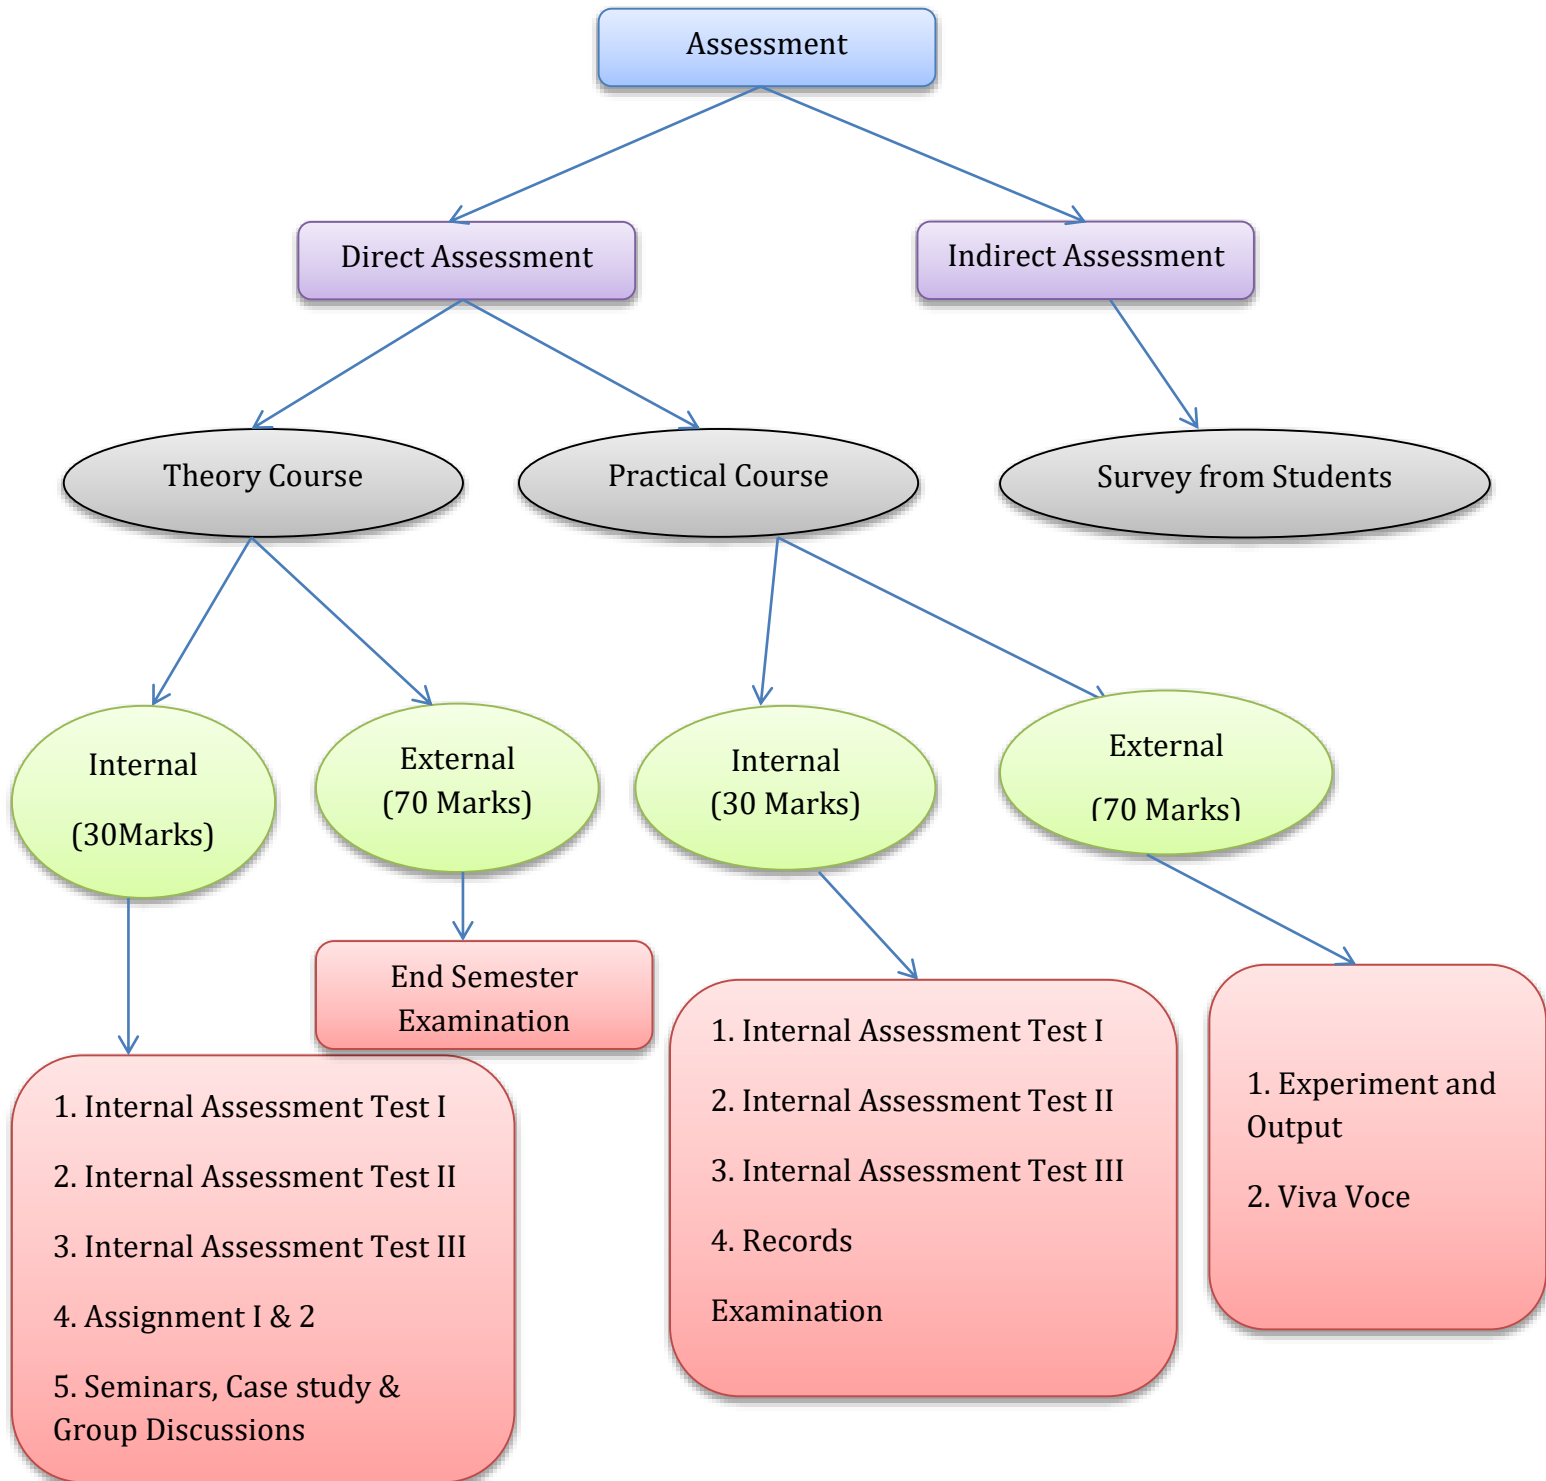 Assessment
Direct Assessment
Indirect Assessment
Theory Course
Practical Course
Survey from Students
Internal
(30Marks)
External
(70 Marks)
Internal
(30 Marks)
External
(70 Marks)
End Semester
Examination
1. Internal Assessment Test I
2. Internal Assessment Test II
3. Internal Assessment Test III
4. Assignment I & 2
5. Seminars, Case study &
Group Discussions
1. Internal Assessment Test I
2. Internal Assessment Test II
3. Internal Assessment Test III
4. Records
Examination
1. Experiment and
Output
2. Viva Voce